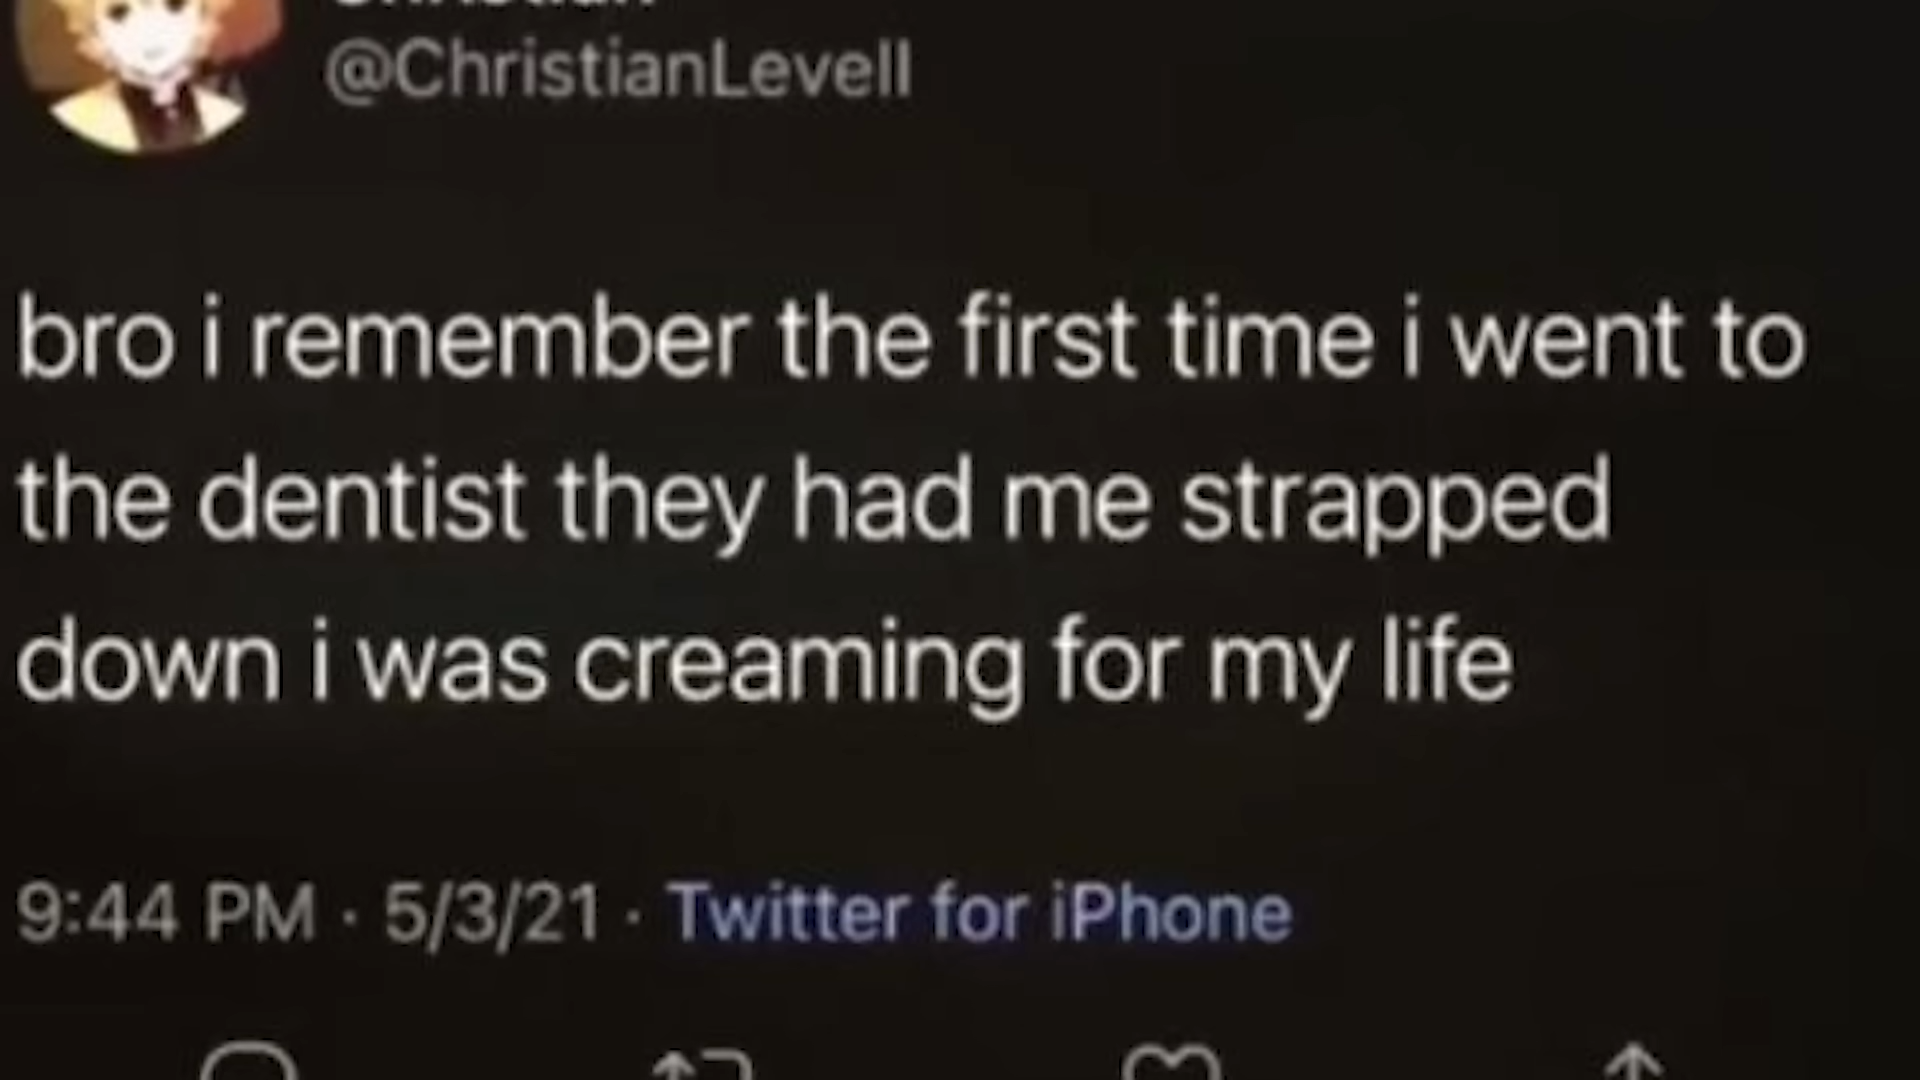 @ChristianLevell
bro i remember the first time i went to
the dentist they had me strapped
down i was creaming for my life
9:44 PM · 5/3/21 · Twitter for iPhone